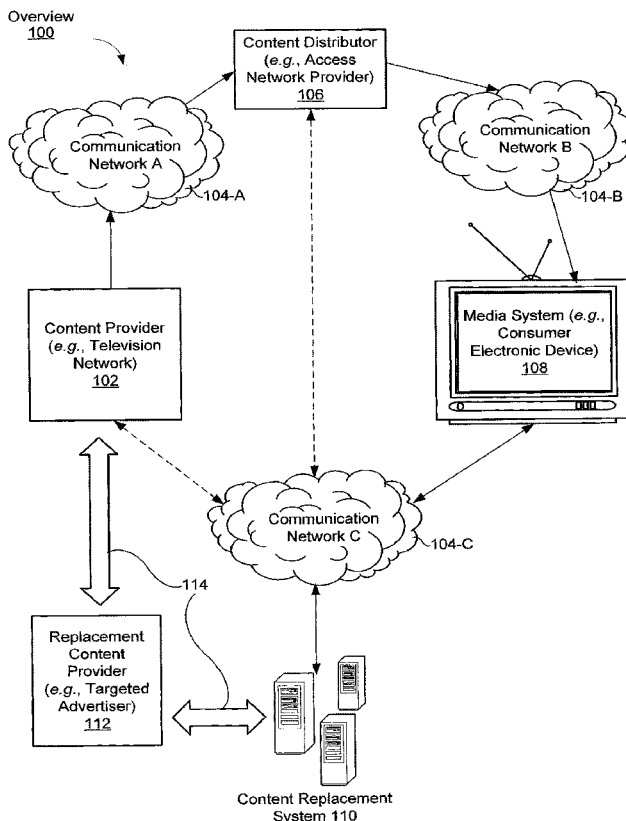 Overview
100
Content Distributor
(e.g., Access
Network Provider)
106
Communication
Network A
104-A
Communication
Network B
104-B
Content Provider
(e.g., Television
Network)
102
Media System (e.g.,
Consumer
Electronic Device)
108
Communication
Network C
104-C
114
Replacement
Content
Provider
(e.g., Targeted
Advertiser)
112
Content Replacement
System 110